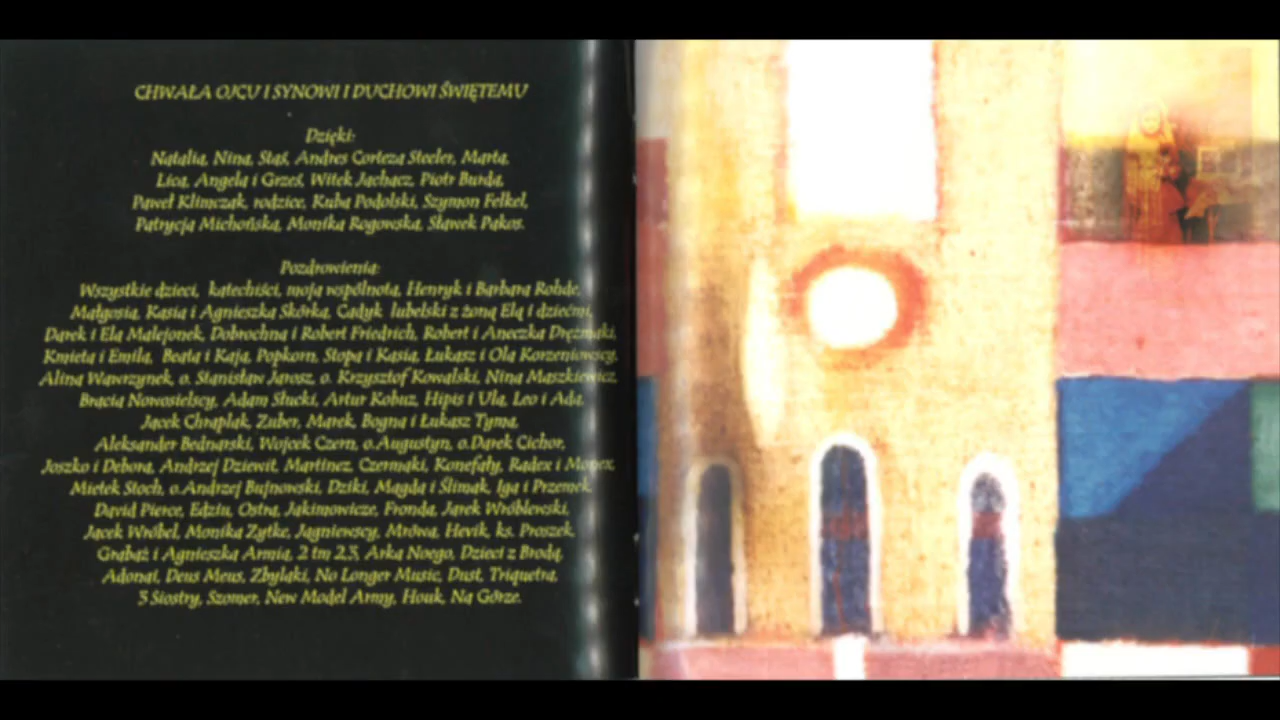 CHWAŁA OJCU I SYNOWI I DUCHOWI ŚWIĘTEMU
Dzięki:
Natalia, Nina, Staś, Andres Corteza Steeler, Marta,
Lica, Angela i Grześ, Witek Jachacz, Piotr Burda,
Paweł Klimczak, rodzice, Kuba Podolski, Szymon Felkel,
Patrycja Michońska, Monika Rogowska, Sławek Pakos.
Pozdrowienia:
Wszystkie dzieci, katechiści, moja wspólnota, Henryk i Barbara Rohde,
Małgosia, Kasia i Agnieszka Skórka, Cadyk lubelski z żoną Elą i dziećmi,
Darek i Ela Malejonek, Dobrochna i Robert Friedrich, Robert i Aneczka Drężmaki,
Kmieta i Emila, Beata i Kaja, Popkorn, Stopa i Kasia, Łukasz i Ola Korzeniowscy,
Alina Wawrzynek, o. Stanisław Jarosz, o. Krzysztof Kowalski, Nina Maszkiewicz,
Bracia Nowosielscy, Adam Słucki, Artur Kobuz, Hipis i Ula, Leo i Ada,
Jacek Chraplak, Zuber, Marek, Bogna i Łukasz Tyma,
Aleksander Bednarski, Wojcek Czern, o.Augustyn, o.Darek Cichor,
Joszko i Debora, Andrzej Dziewit, Martinez, Czermaki, Konefały, Radex i Mopex,
Mietek Stoch, o.Andrzej Bujnowski, Dziki, Magda i Ślimak, Iga i Przemek,
David Pierce, Edziu, Ostra, Jakimowicze, Fronda, Jarek Wróblewski,
Jacek Wróbel, Monika Zytke, Jagniewscy, Mrówa, Hevik, ks. Proszek,
Grabaż i Agnieszka Armia, 2 tm 2,3, Arka Noego, Dzieci z Brodą,
Adonai, Deus Meus, Zbylaki, No Longer Music, Dust, Triquetra,
3 Siostry, Szomer, New Model Army, Houk, Na Górze.